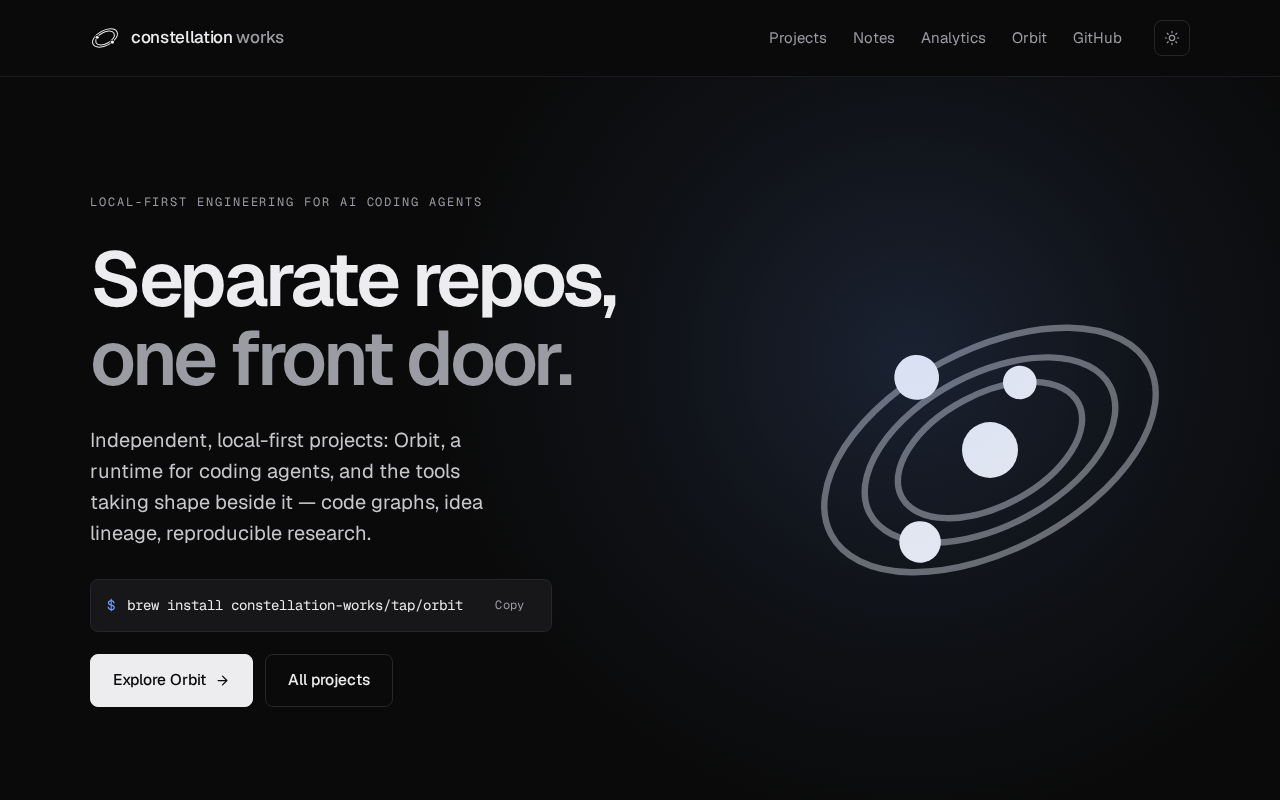 constellation works
Projects
Notes
Analytics
Orbit
GitHub
LOCAL-FIRST ENGINEERING FOR AI CODING AGENTS
Separate repos,
one front door.
Independent, local-first projects: Orbit, a
runtime for coding agents, and the tools
taking shape beside it — code graphs, idea
lineage, reproducible research.
$ brew install constellation-works/tap/orbit
Copy
Explore Orbit →
All projects